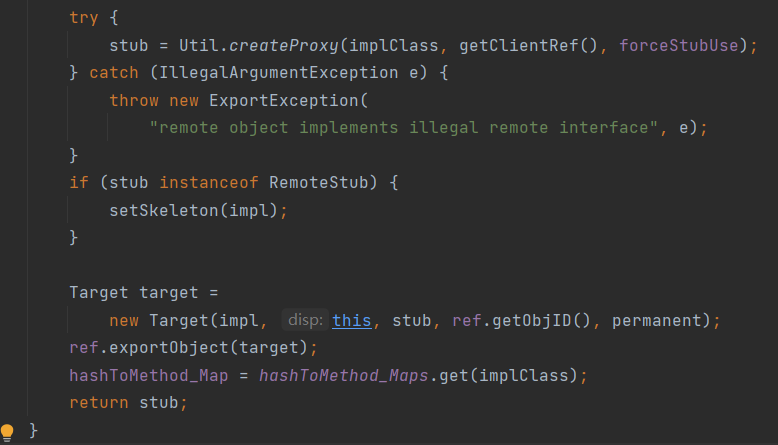 try {
stub = Util.createProxy(implClass, getClientRef(), forceStubUse);
} catch (IllegalArgumentException e) {
throw new ExportException(
"remote object implements illegal remote interface", e);
}
if (stub instanceof RemoteStub) {
setSkeleton(impl);
}
Target target =
new Target(impl, disp: this, stub, ref.getObjID(), permanent);
ref.exportObject(target);
hashToMethod_Map = hashToMethod_Maps.get(implClass);
return stub;
}